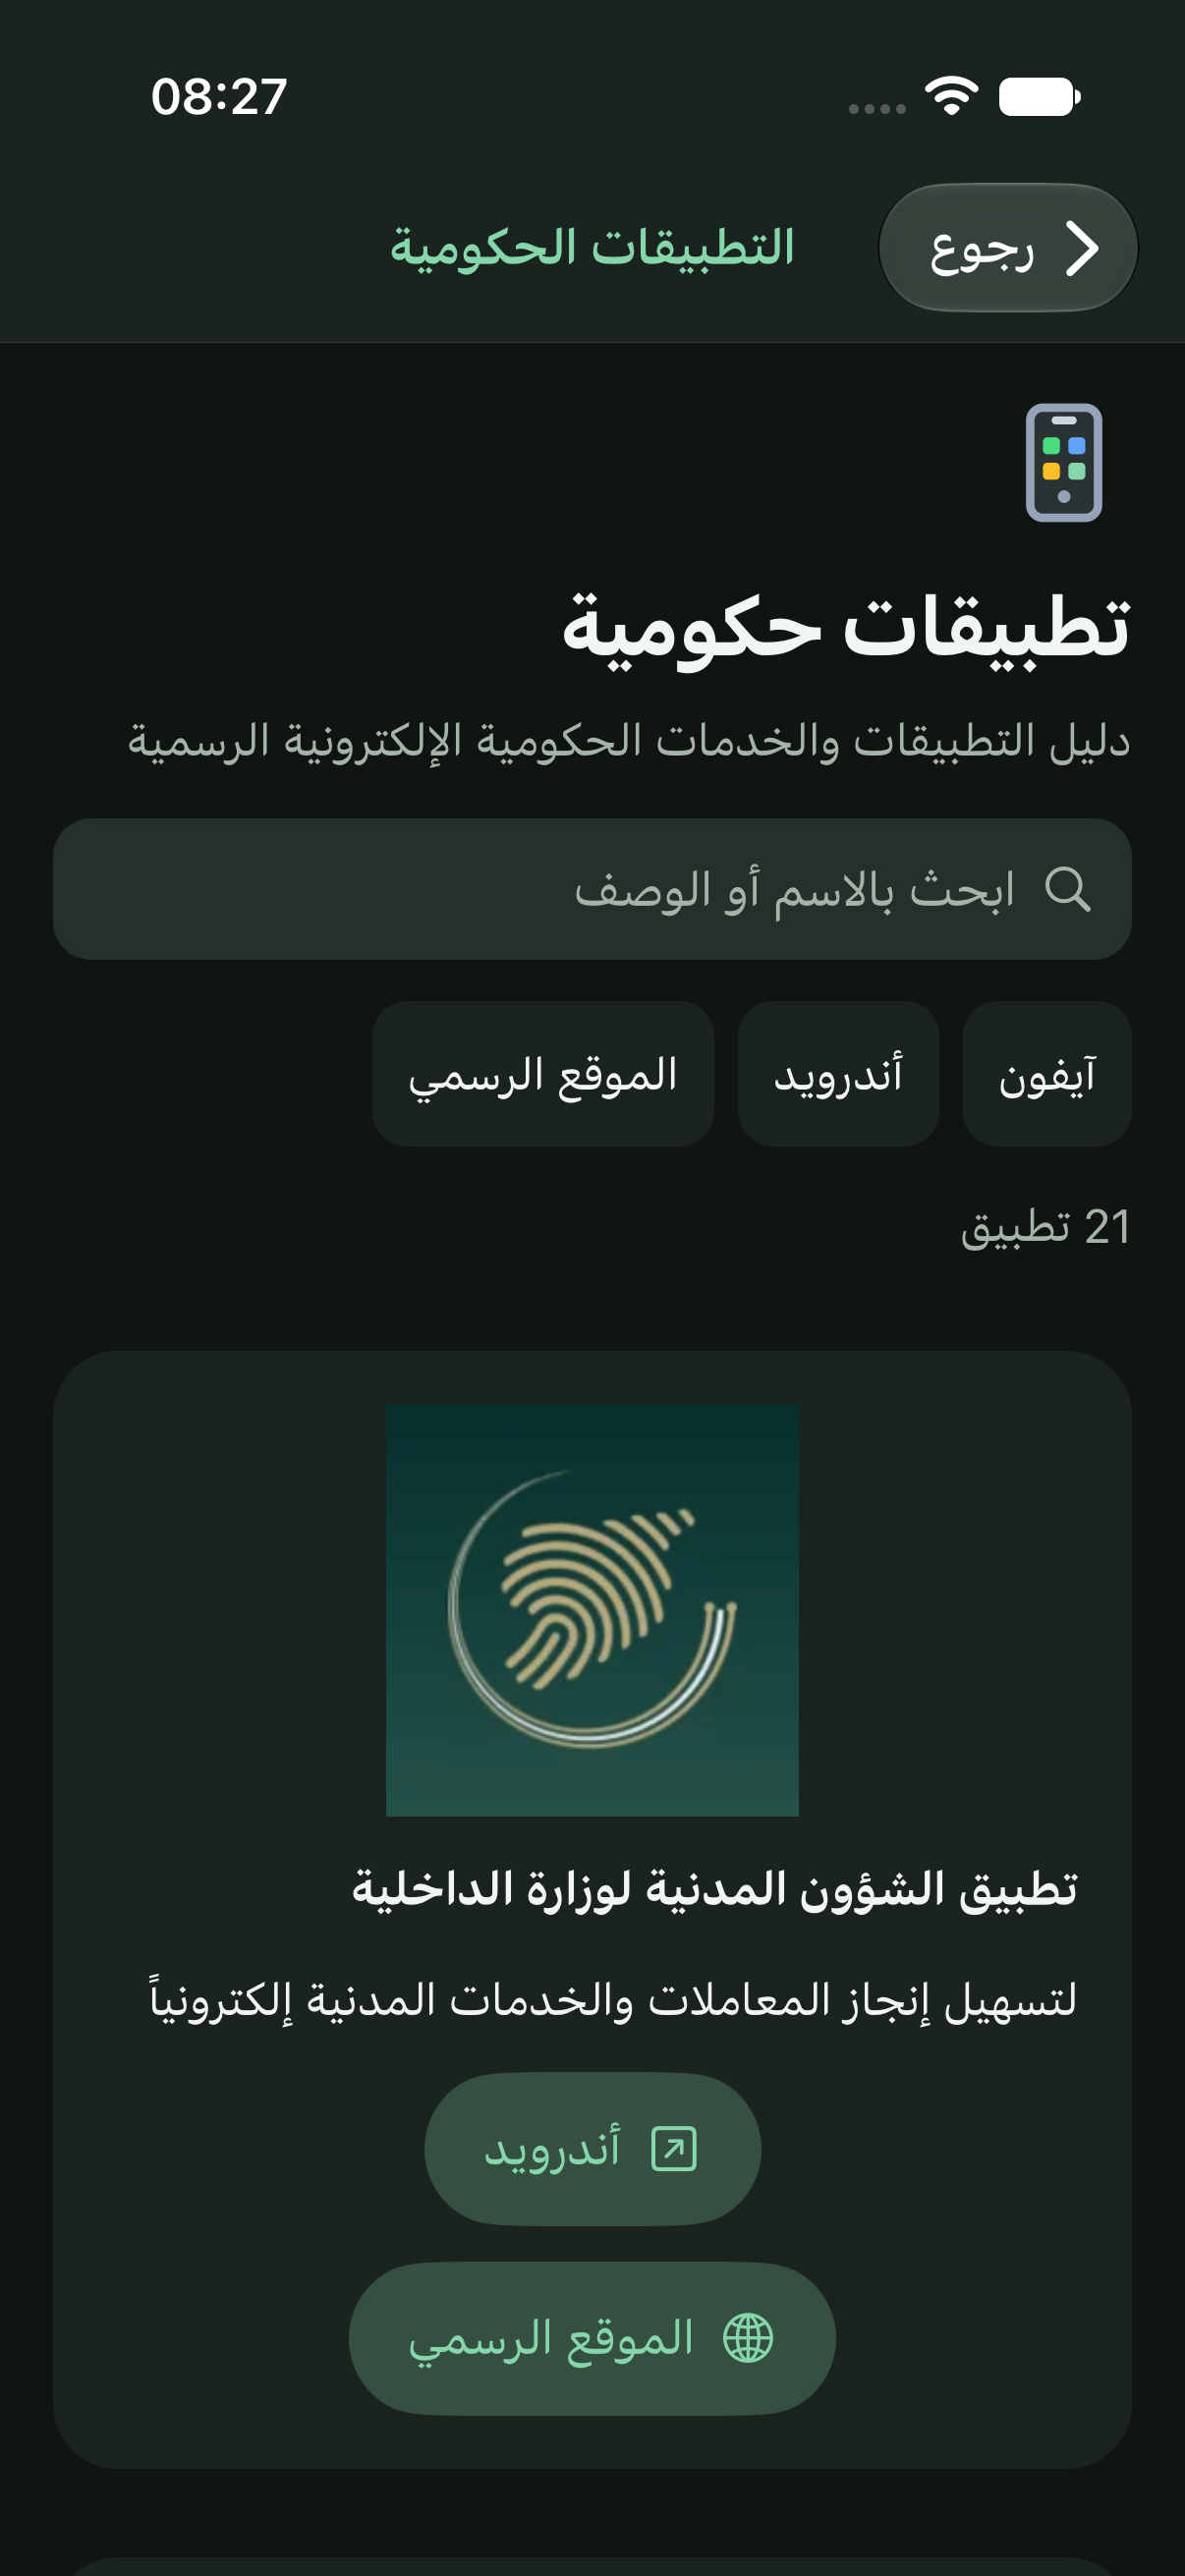 08:27
رجوع
التطبيقات الحكومية
تطبيقات حكومية
دليل التطبيقات والخدمات الحكومية الإلكترونية الرسمية
ابحث بالاسم أو الوصف
آيفون
أندرويد
الموقع الرسمي
21 تطبيق
تطبيق الشؤون المدنية لوزارة الداخلية
لتسهيل إنجاز المعاملات والخدمات المدنية إلكترونياً
أندرويد
الموقع الرسمي